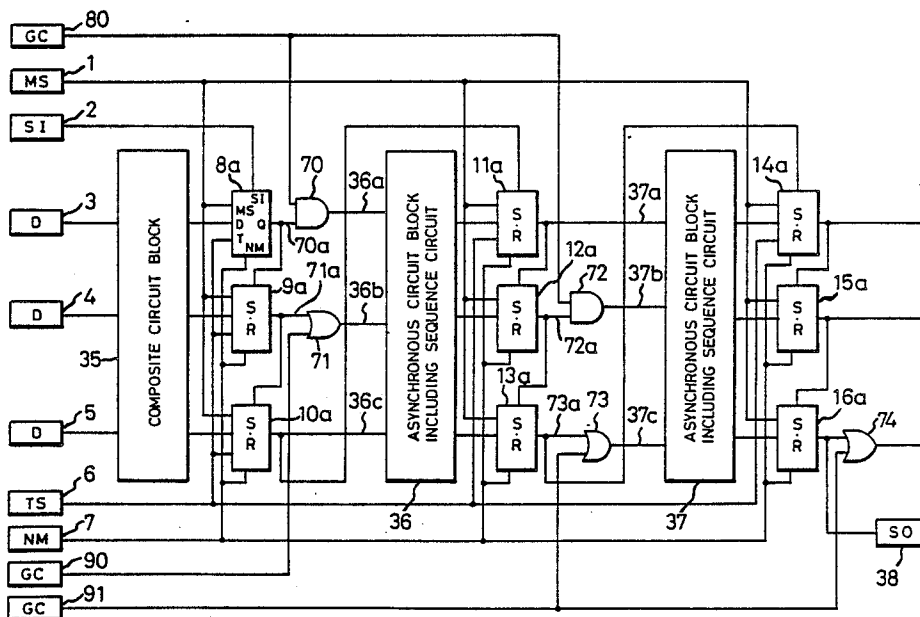 GC 80
MS 1
SI 2
D 3
D 4
D 5
TS 6
NM 7
GC 90
GC 91
35
COMPOSITE CIRCUIT BLOCK
8a
SI
MS
D Q
T
NM
70
70a
36a
9a
S·R
71a
71
36b
10a
S·R
36c
ASYNCHRONOUS CIRCUIT BLOCK
INCLUDING SEQUENCE CIRCUIT
36
11a
S·R
37a
12a
S·R
72
72a
37b
13a
S·R
73a
73
37c
ASYNCHRONOUS CIRCUIT BLOCK
INCLUDING SEQUENCE CIRCUIT
37
14a
S·R
15a
S·R
16a
S·R
74
SO
38